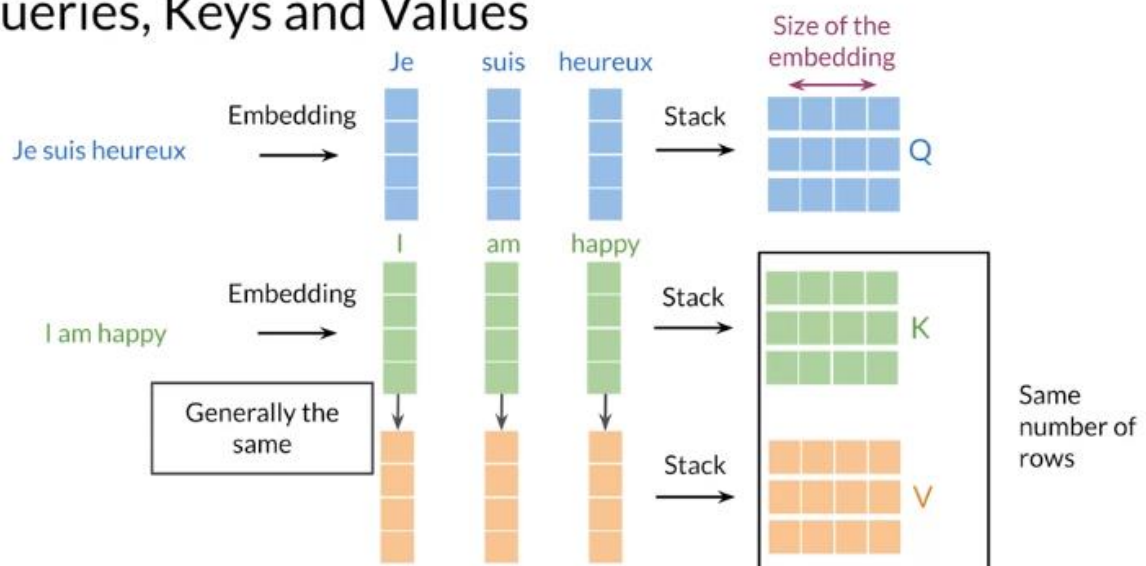 ueries, Keys and Values
Size of the
embedding
Je suis heureux
Embedding
Stack
Je suis heureux
Q
I am happy
Embedding
Stack
I am happy
K
Generally the
same
Same
number of
rows
Stack
V